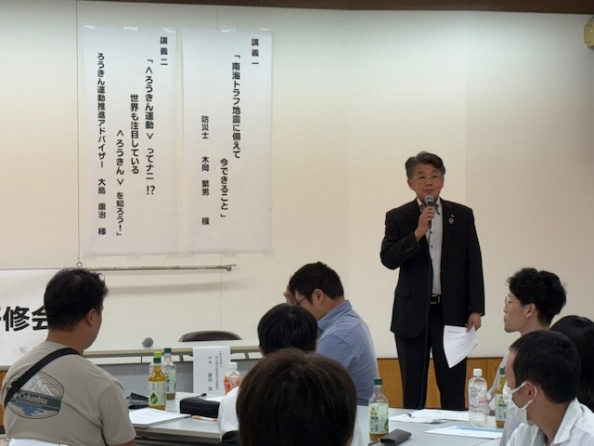 講義一
「南海トラフ地震に備えて
今できること」
防災士 木岡 繁男 様
講義二
「<ろうきん運動>ってナニ!?
世界も注目している
<ろうきん>を知ろう!」
ろうきん運動推進アドバイザー 大島 康治 様
修会
Columbia